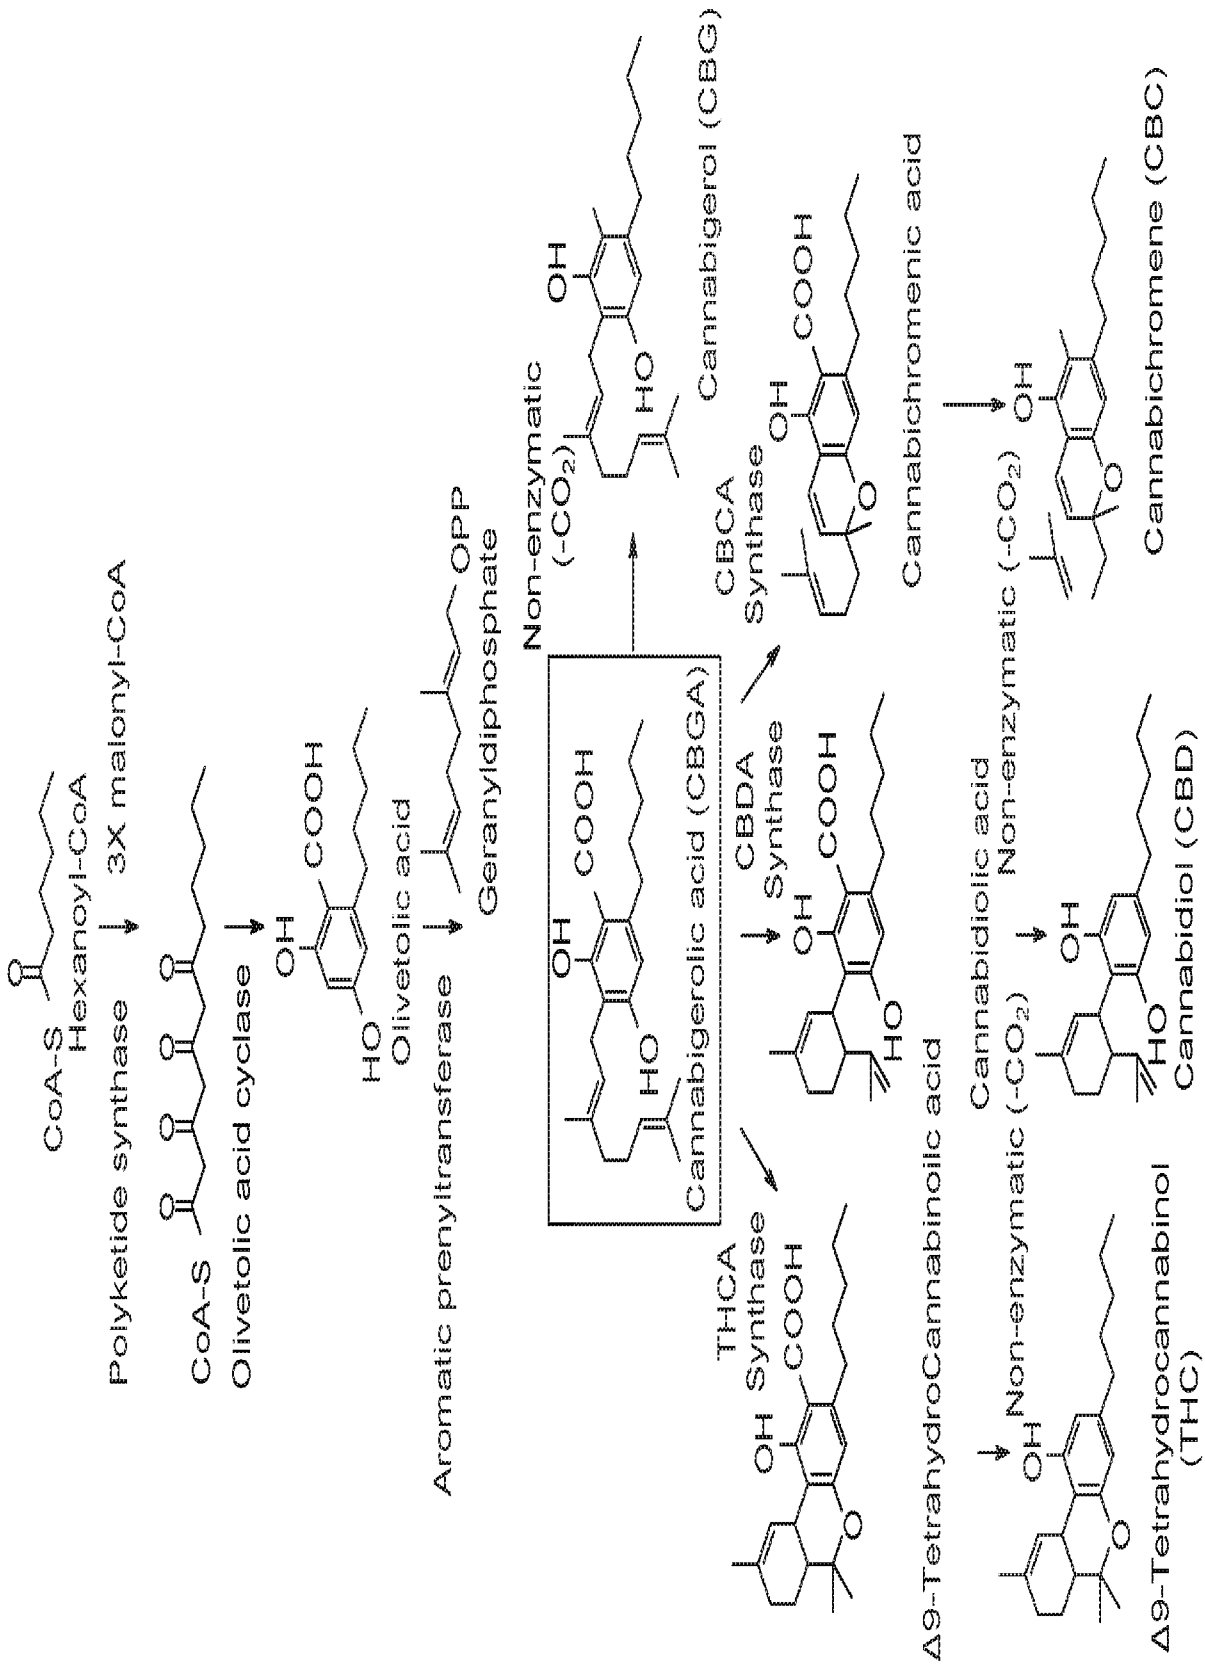 CoA-S
O
Hexanoyl-CoA
Polyketide synthase
3X malonyl-CoA
CoA-S
O
O
O
O
Olivetolic acid cyclase
OH
COOH
HO
Olivetolic acid
Aromatic prenyltransferase
OPP
Geranyldiphosphate
OH
COOH
HO
Cannabigerolic acid (CBGA)
Non-enzymatic
(-CO2)
OH
HO
Cannabigerol (CBG)
THCA
Synthase
CBDA
Synthase
CBCA
Synthase
OH
COOH
O
Δ9-TetrahydroCannabinoilc acid
OH
COOH
HO
Cannabidiolic acid
OH
COOH
O
Cannabichromenic acid
Non-enzymatic (-CO2)
Non-enzymatic (-CO2)
OH
O
Δ9-Tetrahydrocannabinol
(THC)
OH
HO
Cannabidiol (CBD)
OH
O
Cannabichromene (CBC)